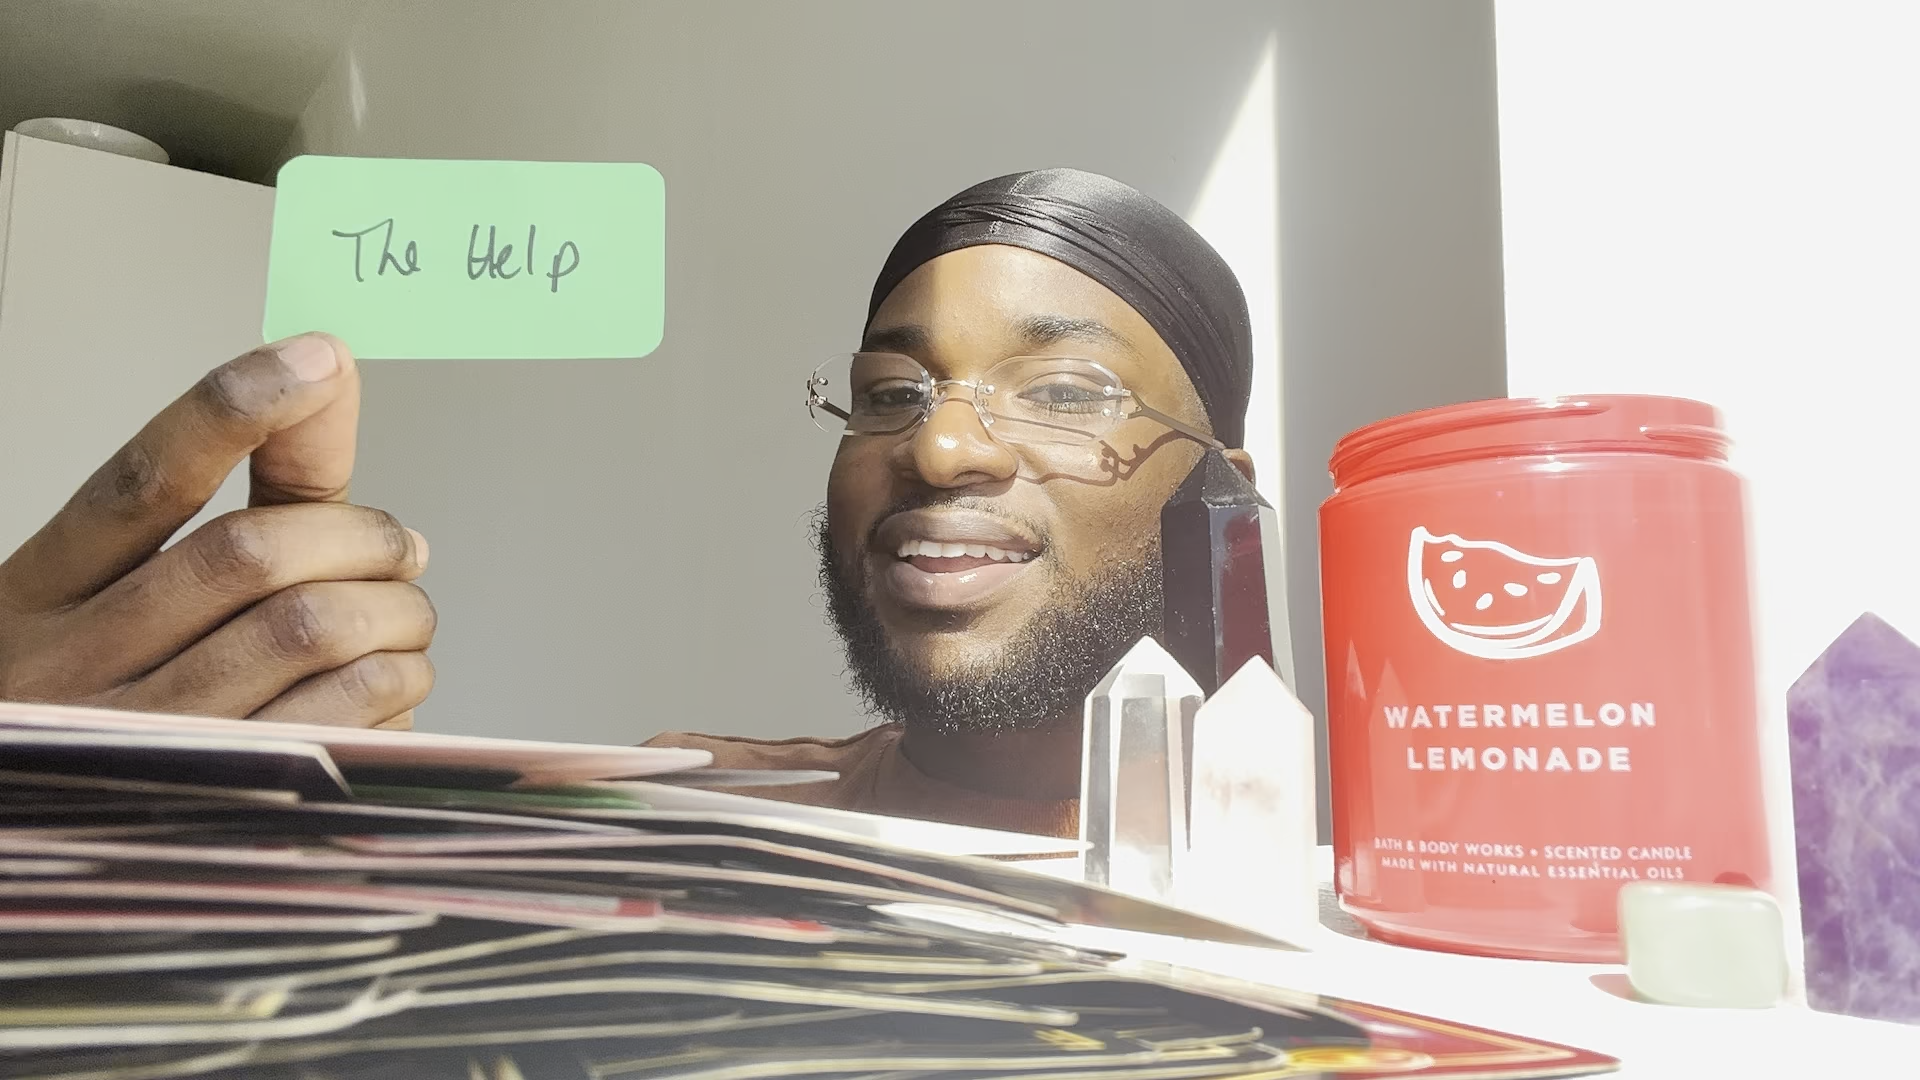 The Help
WATERMELON
LEMONADE
BATH & BODY WORKS • SCENTED CANDLE
MADE WITH NATURAL ESSENTIAL OILS